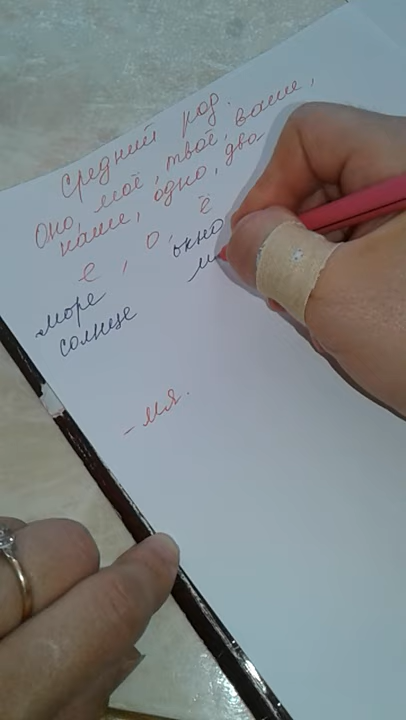 Средний род.
Оно, моё, твоё, ваше,
наше, одно, два
е, о, ё
море
солнце
окно
- мя.